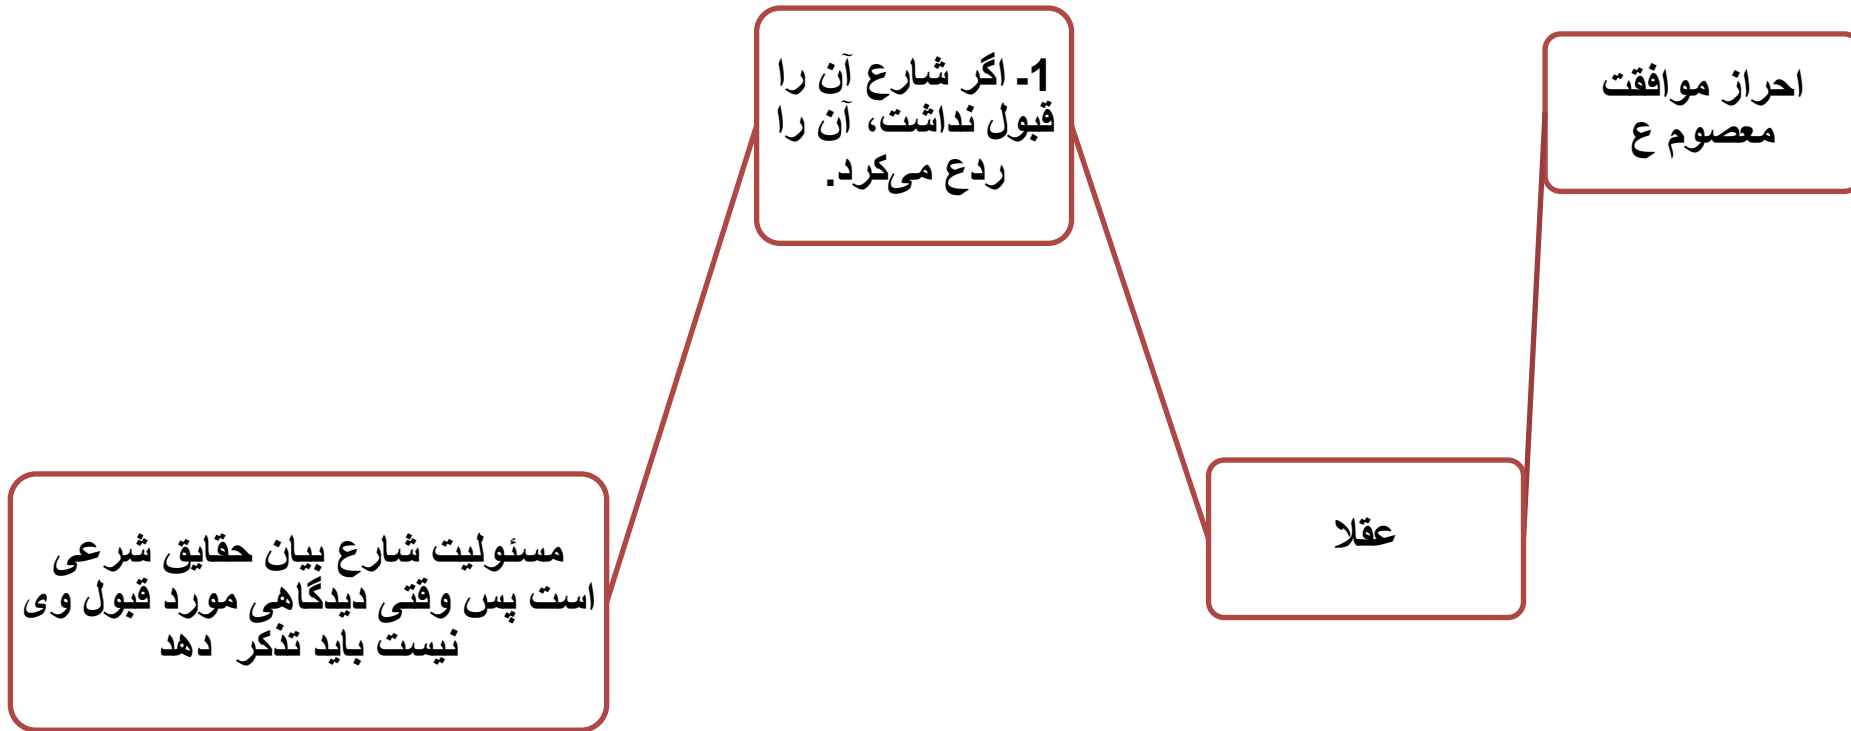 احراز موافقت
معصوم ع
عقلا
1- اگر شارع آن را
قبول نداشت، آن را
ردع می‌کرد.
مسئولیت شارع بیان حقایق شرعی
است پس وقتی دیدگاهی مورد قبول وی
نیست باید تذکر دهد